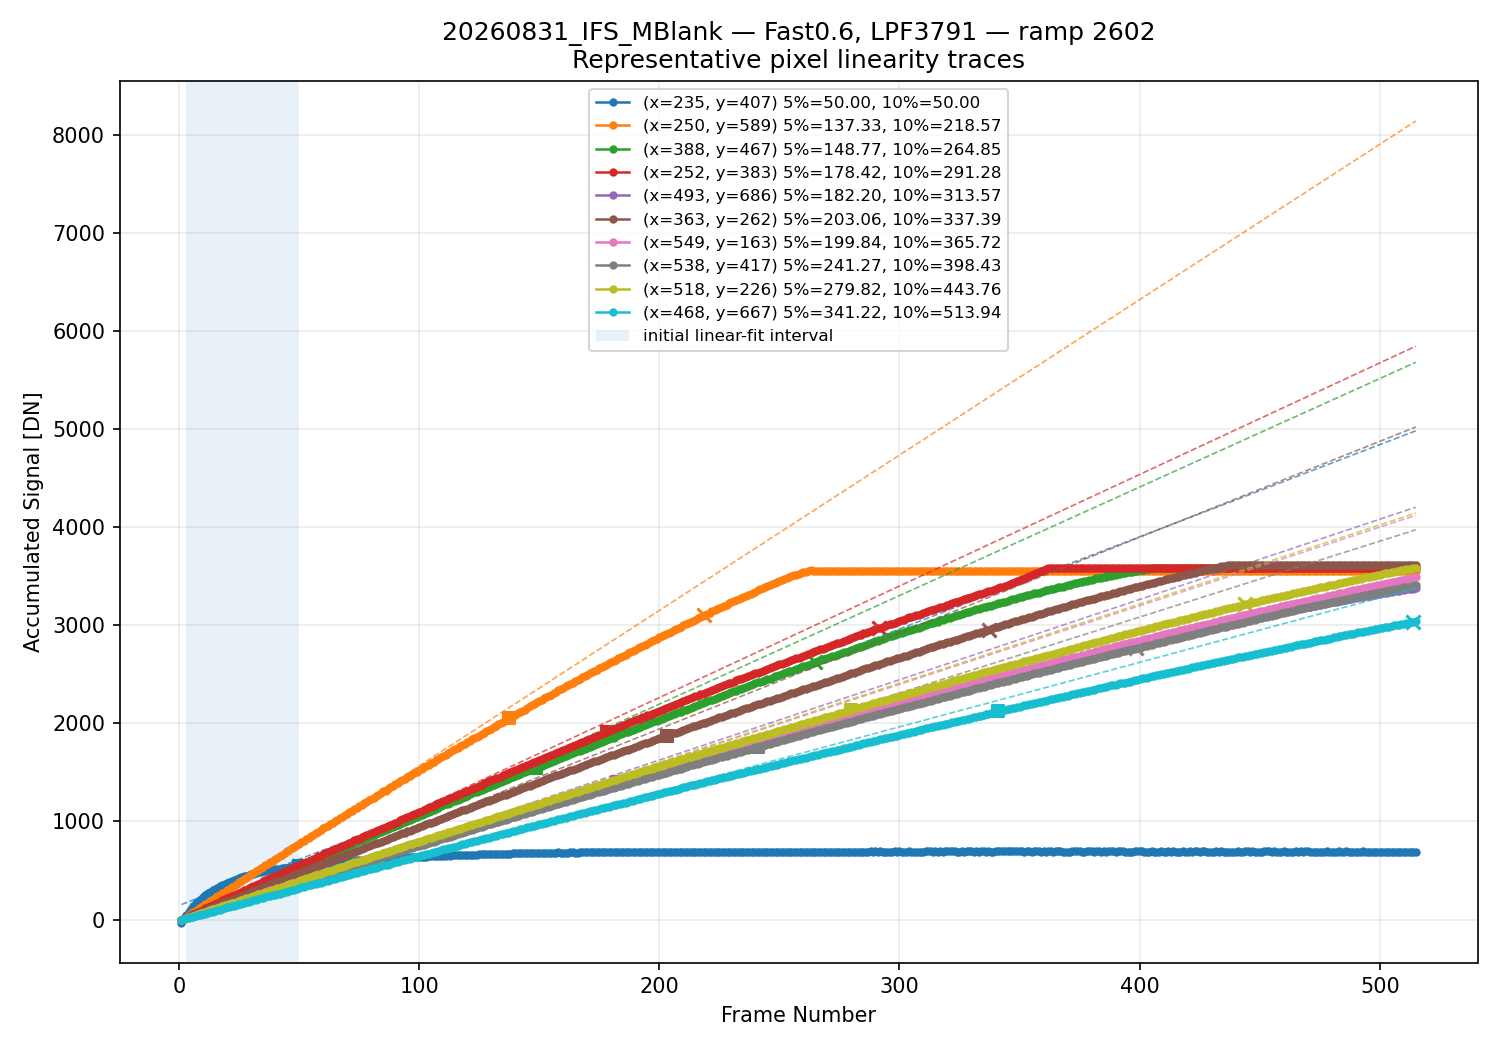 20260831_IFS_MBlank — Fast0.6, LPF3791 — ramp 2602
Representative pixel linearity traces
(x=235, y=407) 5%=50.00, 10%=50.00
(x=250, y=589) 5%=137.33, 10%=218.57
(x=388, y=467) 5%=148.77, 10%=264.85
(x=252, y=383) 5%=178.42, 10%=291.28
(x=493, y=686) 5%=182.20, 10%=313.57
(x=363, y=262) 5%=203.06, 10%=337.39
(x=549, y=163) 5%=199.84, 10%=365.72
(x=538, y=417) 5%=241.27, 10%=398.43
(x=518, y=226) 5%=279.82, 10%=443.76
(x=468, y=667) 5%=341.22, 10%=513.94
initial linear-fit interval
Accumulated Signal [DN]
8000
7000
6000
5000
4000
3000
2000
1000
0
0 100 200 300 400 500
Frame Number